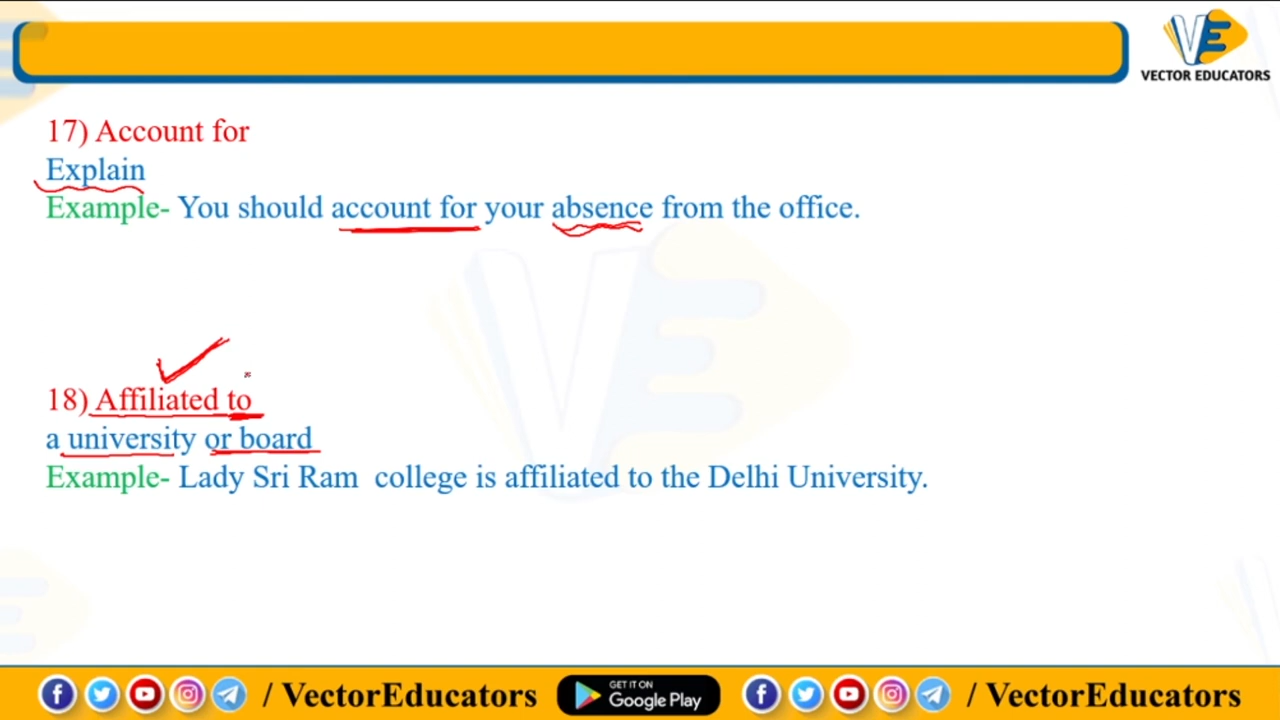 VECTOR EDUCATORS
17) Account for
Explain
Example- You should account for your absence from the office.
18) Affiliated to
a university or board
Example- Lady Sri Ram college is affiliated to the Delhi University.
/ VectorEducators GET IT ON Google Play / VectorEducators